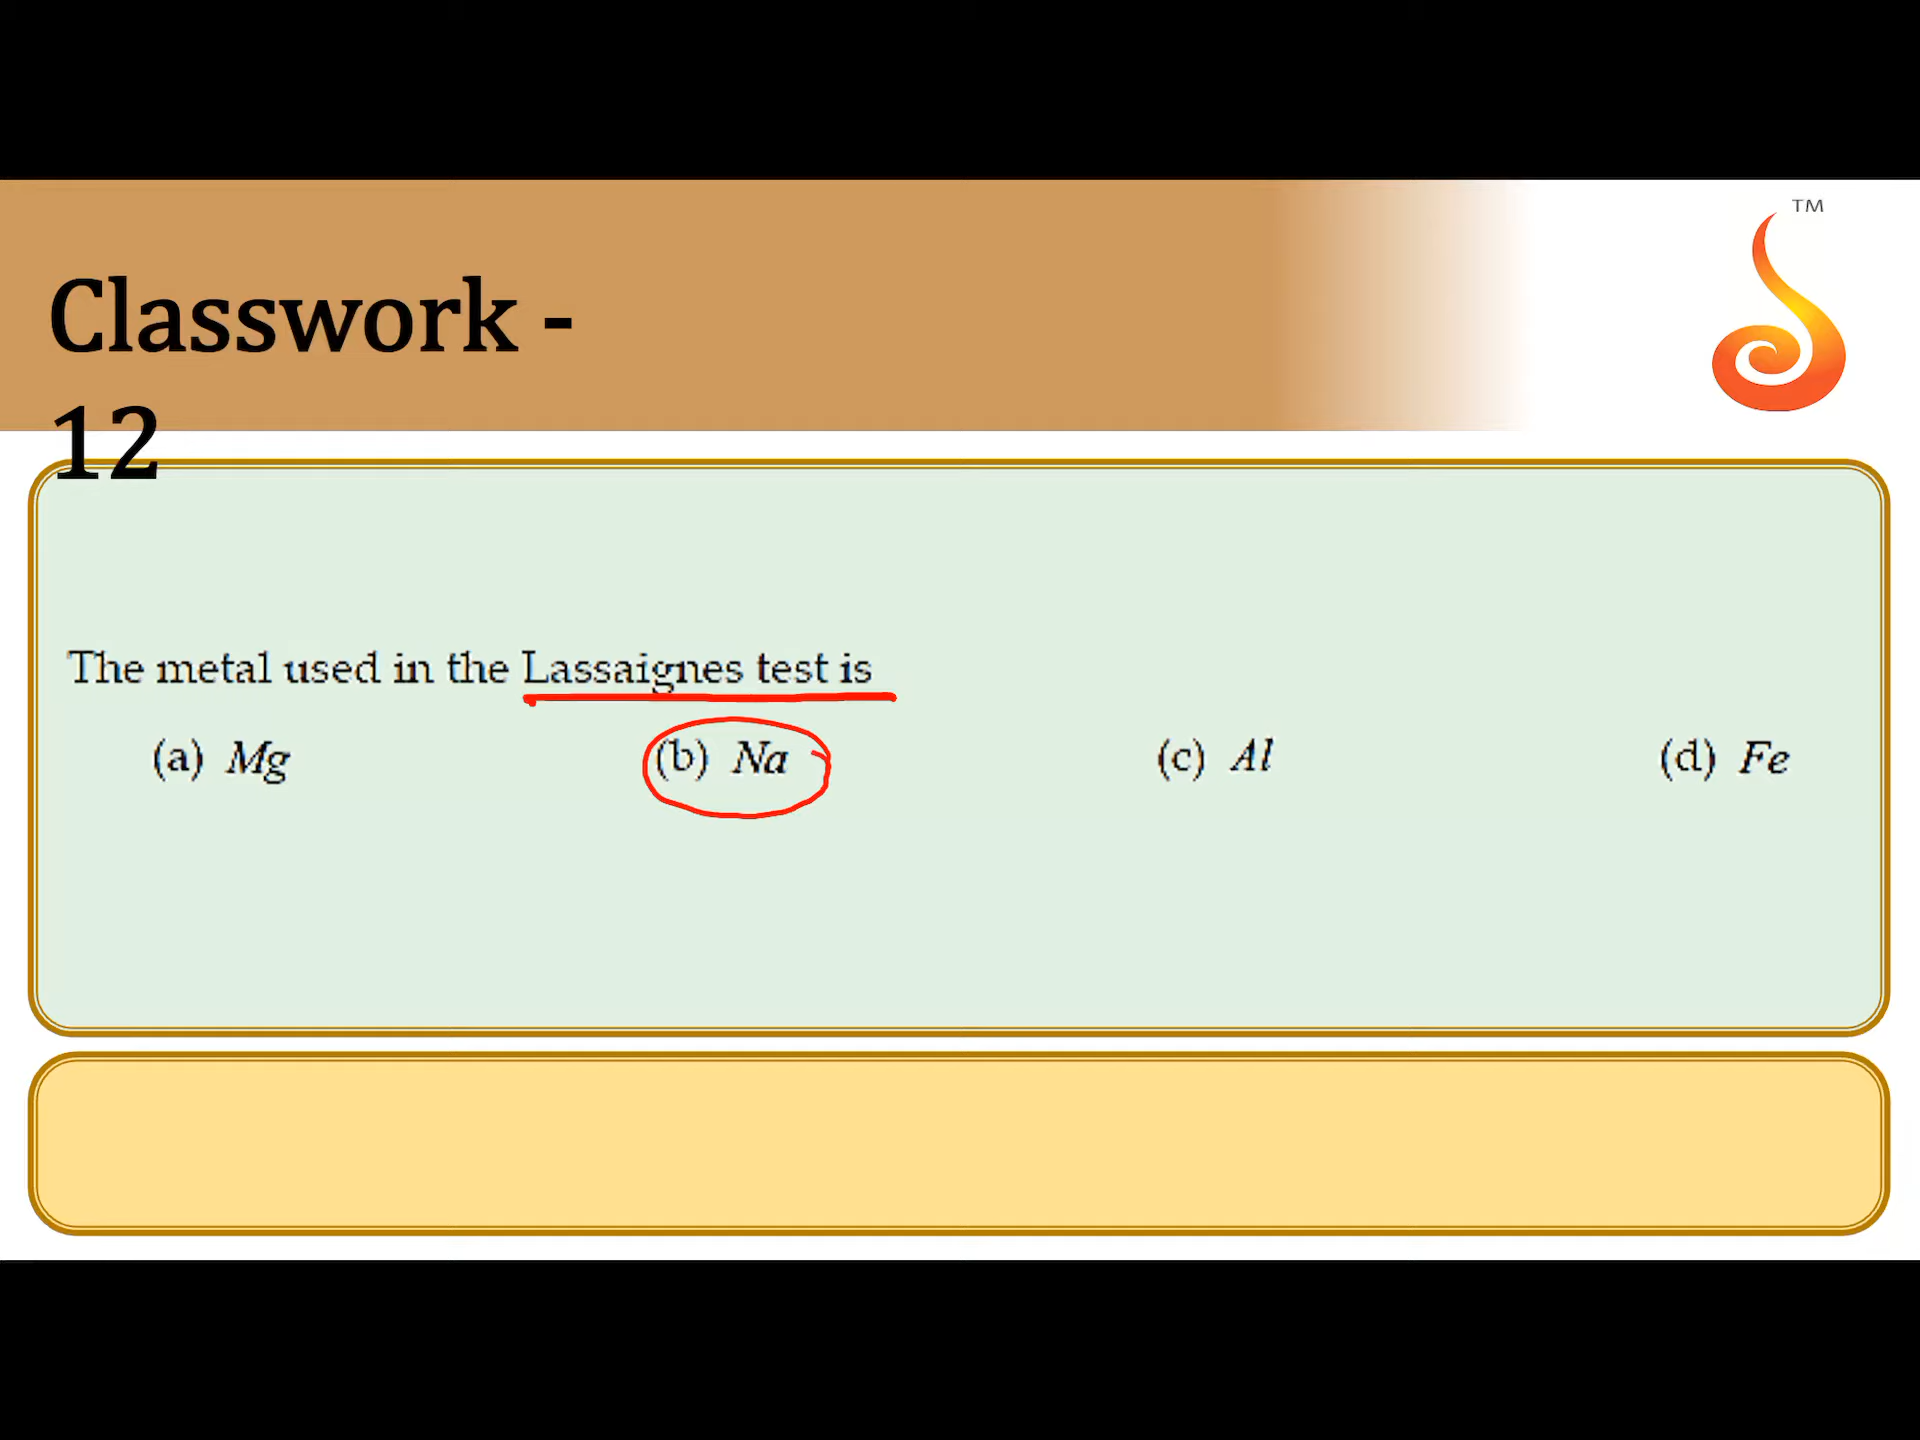 TM
Classwork -
12
The metal used in the Lassaignes test is
(a) Mg (b) Na (c) Al (d) Fe